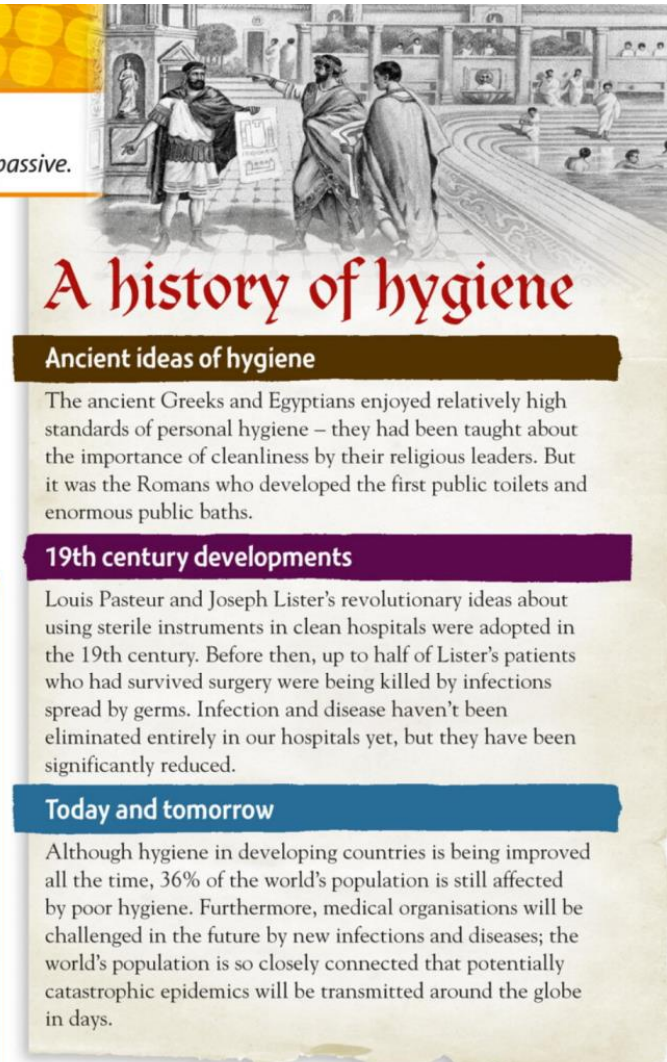 passive.
A history of hygiene
Ancient ideas of hygiene
The ancient Greeks and Egyptians enjoyed relatively high
standards of personal hygiene – they had been taught about
the importance of cleanliness by their religious leaders. But
it was the Romans who developed the first public toilets and
enormous public baths.
19th century developments
Louis Pasteur and Joseph Lister's revolutionary ideas about
using sterile instruments in clean hospitals were adopted in
the 19th century. Before then, up to half of Lister's patients
who had survived surgery were being killed by infections
spread by germs. Infection and disease haven't been
eliminated entirely in our hospitals yet, but they have been
significantly reduced.
Today and tomorrow
Although hygiene in developing countries is being improved
all the time, 36% of the world's population is still affected
by poor hygiene. Furthermore, medical organisations will be
challenged in the future by new infections and diseases; the
world's population is so closely connected that potentially
catastrophic epidemics will be transmitted around the globe
in days.